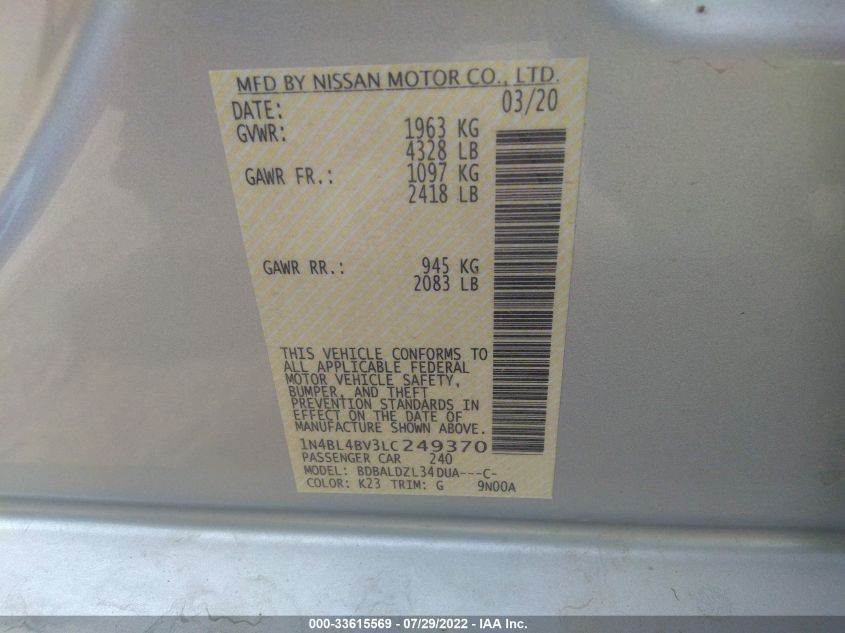 MFD BY NISSAN MOTOR CO., LTD.
DATE: 03/20
GVWR: 1963 KG
4328 LB
GAWR FR.: 1097 KG
2418 LB
GAWR RR.: 945 KG
2083 LB
THIS VEHICLE CONFORMS TO
ALL APPLICABLE FEDERAL
MOTOR VEHICLE SAFETY,
BUMPER, AND THEFT
PREVENTION STANDARDS IN
EFFECT ON THE DATE OF
MANUFACTURE SHOWN ABOVE.
1N4BL4BV3LC249370
PASSENGER CAR 240
MODEL: BDBALDZL34DUA---C-
COLOR: K23 TRIM: G 9N00A
000-33615569 - 07/29/2022 - IAA Inc.